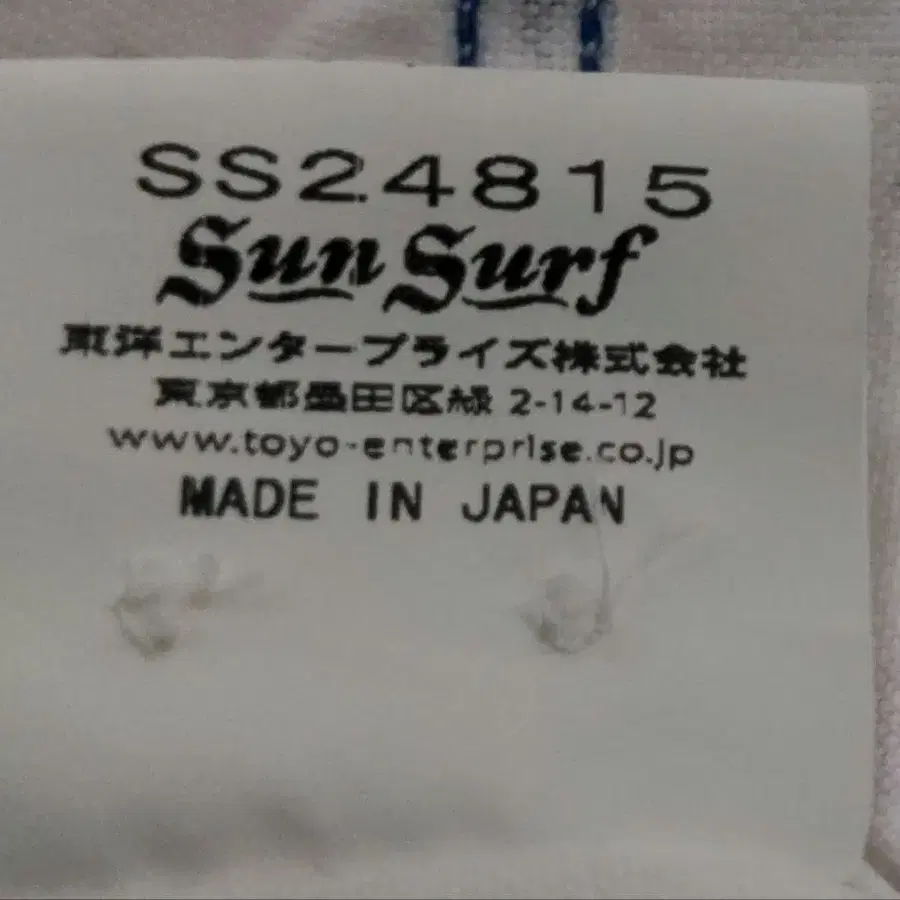 SS24815
Sun Surf
東洋エンタープライズ株式会社
東京都墨田区緑 2-14-12
www.toyo-enterprise.co.jp
MADE IN JAPAN